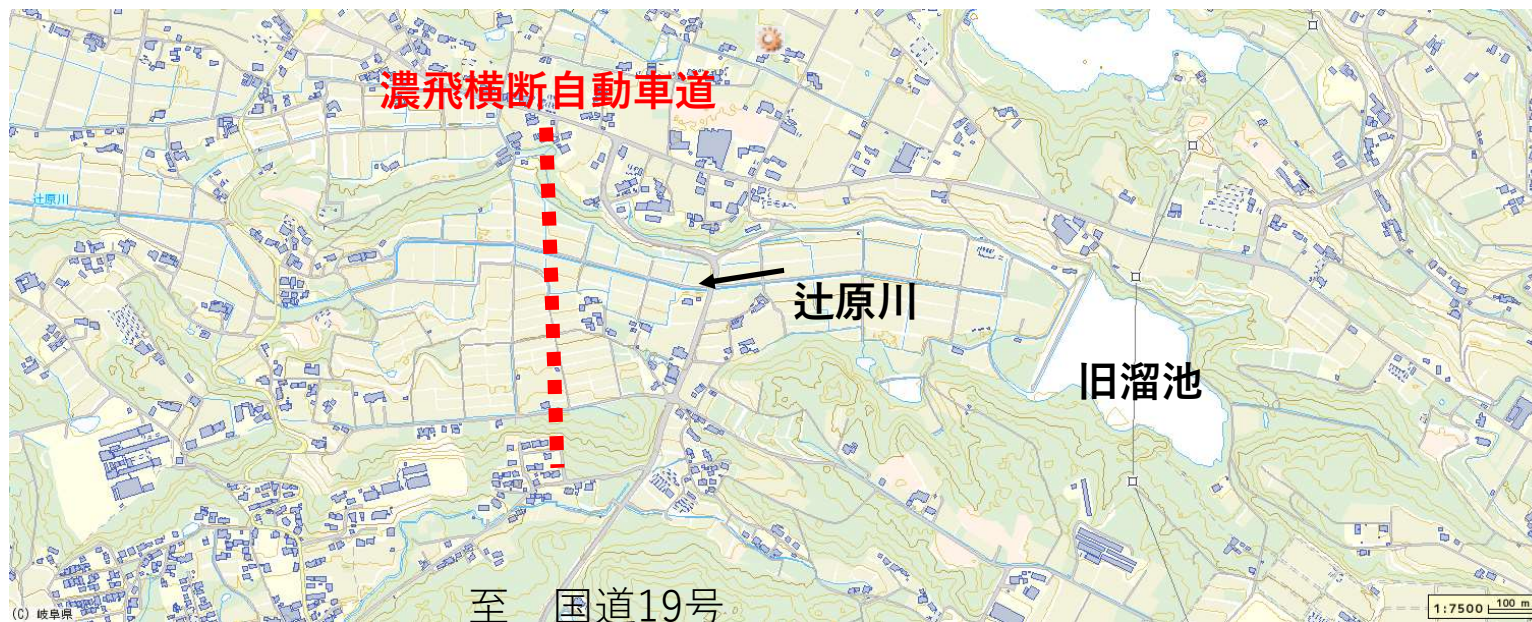 濃飛横断自動車道
辻原川
辻原川
旧溜池
至　国道19号
(C) 岐阜県
1:7500 100 m